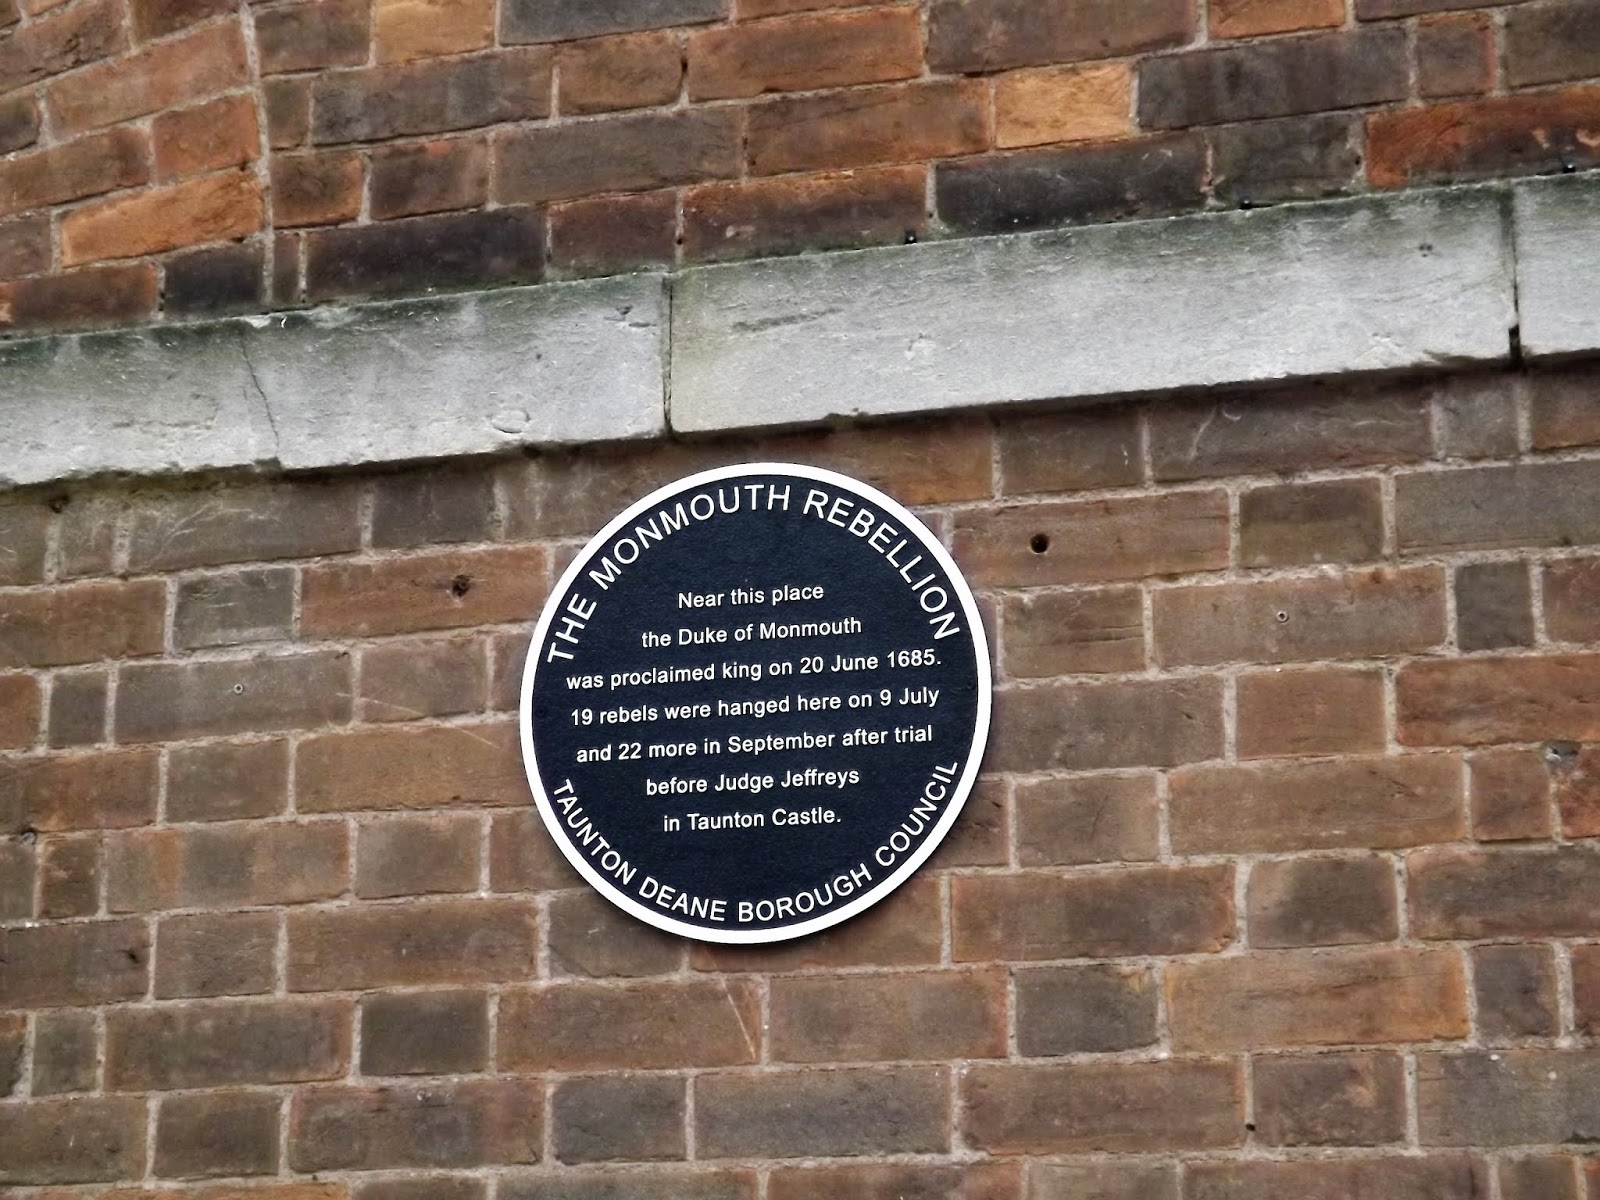 THE MONMOUTH REBELLION
Near this place
the Duke of Monmouth
was proclaimed king on 20 June 1685.
19 rebels were hanged here on 9 July
and 22 more in September after trial
before Judge Jeffreys
in Taunton Castle.
TAUNTON DEANE BOROUGH COUNCIL